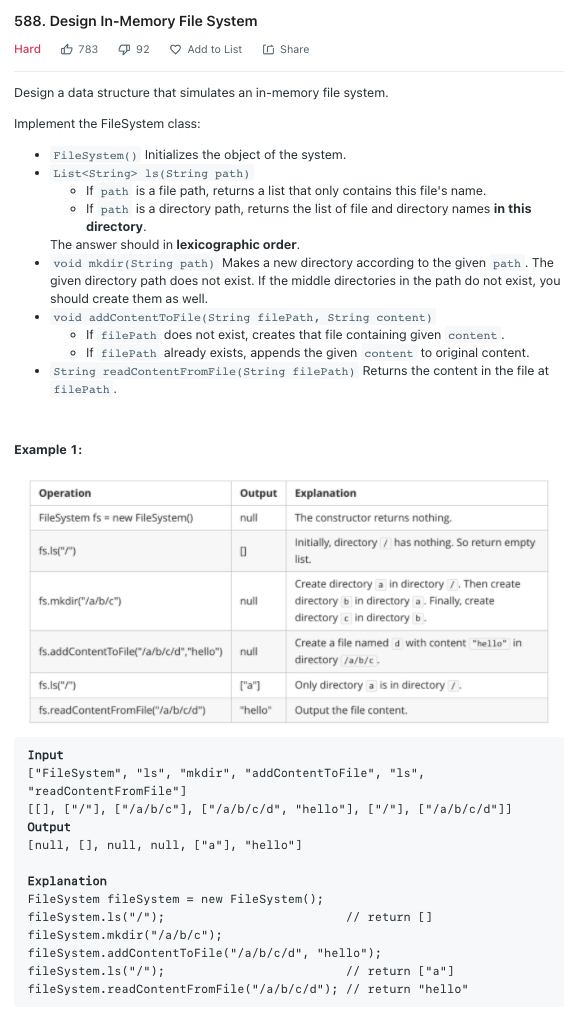 588. Design In-Memory File System
Hard 783 92 Add to List Share
Design a data structure that simulates an in-memory file system.
Implement the FileSystem class:
• FileSystem() Initializes the object of the system.
• List<String> ls(String path)
◦ If path is a file path, returns a list that only contains this file's name.
◦ If path is a directory path, returns the list of file and directory names in this
directory.
The answer should in lexicographic order.
• void mkdir(String path) Makes a new directory according to the given path . The
given directory path does not exist. If the middle directories in the path do not exist, you
should create them as well.
• void addContentToFile(String filePath, String content)
◦ If filePath does not exist, creates that file containing given content .
◦ If filePath already exists, appends the given content to original content.
• String readContentFromFile(String filePath) Returns the content in the file at
filePath .
Example 1:
Operation Output Explanation
FileSystem fs = new FileSystem() null The constructor returns nothing.
fs.ls("/") [] Initially, directory / has nothing. So return empty
list.
fs.mkdir("/a/b/c") null Create directory a in directory / . Then create
directory b in directory a . Finally, create
directory c in directory b .
fs.addContentToFile("/a/b/c/d","hello") null Create a file named d with content "hello" in
directory /a/b/c .
fs.ls("/") ["a"] Only directory a is in directory / .
fs.readContentFromFile("/a/b/c/d") "hello" Output the file content.
Input
["FileSystem", "ls", "mkdir", "addContentToFile", "ls",
"readContentFromFile"]
[[], ["/"], ["/a/b/c"], ["/a/b/c/d", "hello"], ["/"], ["/a/b/c/d"]]
Output
[null, [], null, null, ["a"], "hello"]
Explanation
FileSystem fileSystem = new FileSystem();
fileSystem.ls("/"); // return []
fileSystem.mkdir("/a/b/c");
fileSystem.addContentToFile("/a/b/c/d", "hello");
fileSystem.ls("/"); // return ["a"]
fileSystem.readContentFromFile("/a/b/c/d"); // return "hello"